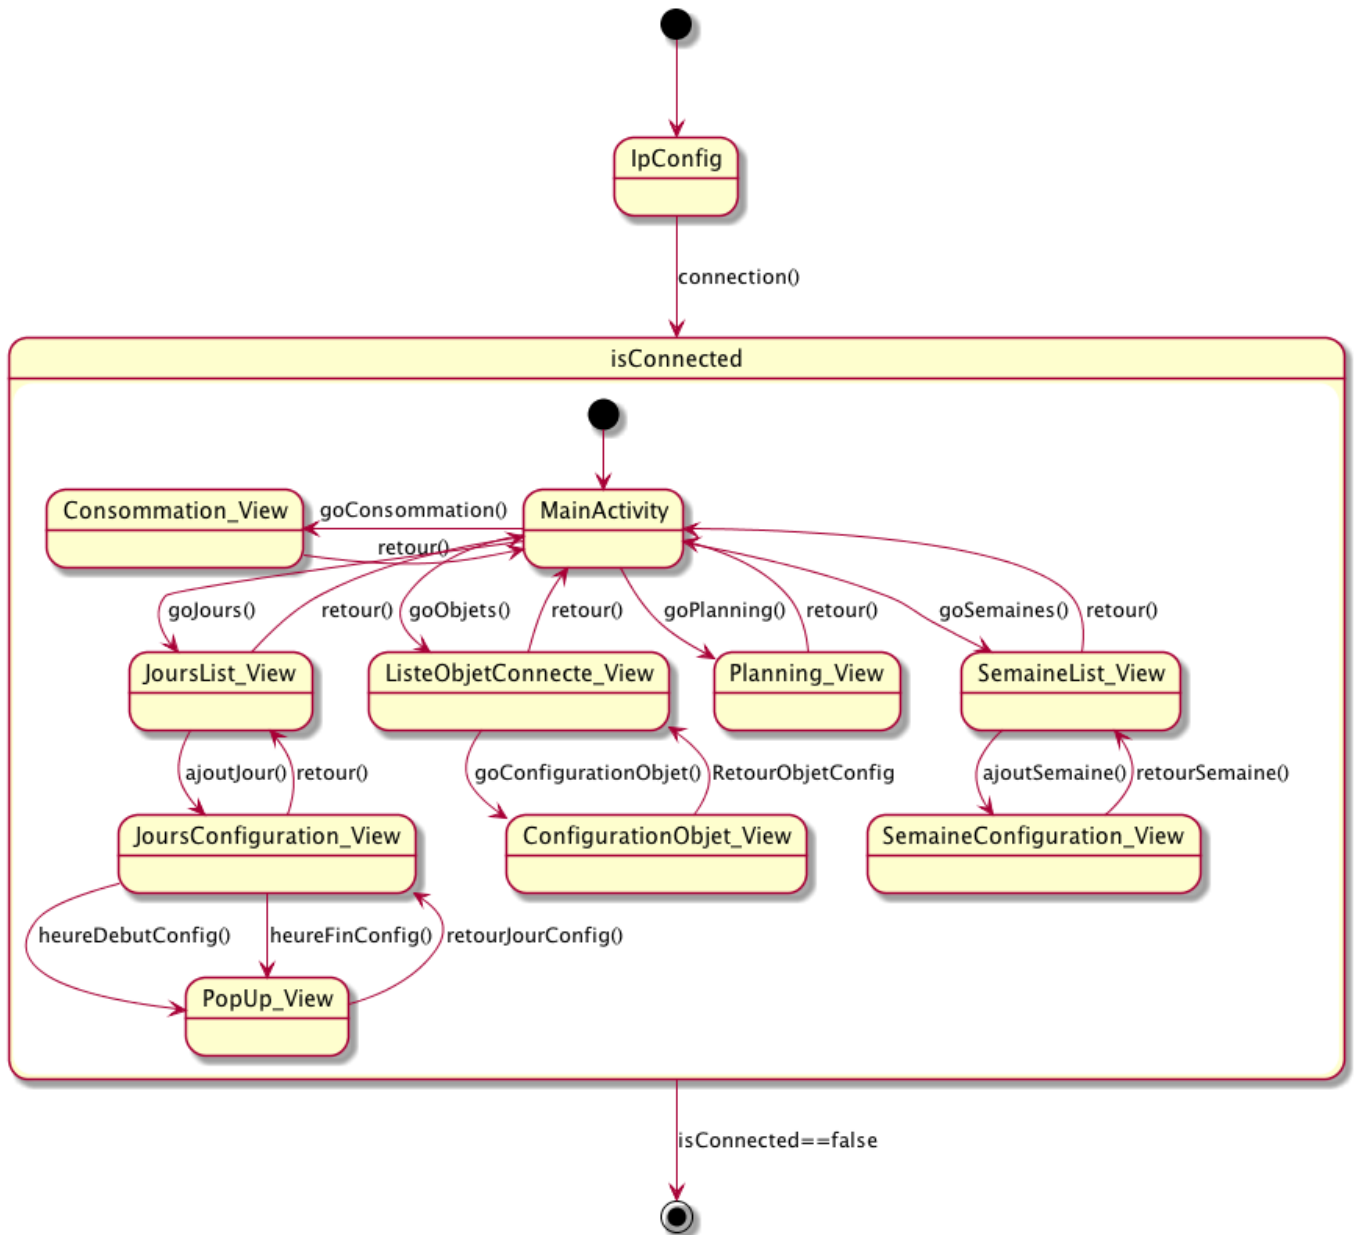 IpConfig
connection()
isConnected
Consommation_View
goConsommation()
MainActivity
retour()
goJours()
retour()
goObjets()
retour()
goPlanning()
retour()
goSemaines()
retour()
JoursList_View
ListeObjetConnecte_View
Planning_View
SemaineList_View
ajoutJour()
retour()
goConfigurationObjet()
RetourObjetConfig
ajoutSemaine()
retourSemaine()
JoursConfiguration_View
ConfigurationObjet_View
SemaineConfiguration_View
heureDebutConfig()
heureFinConfig()
retourJourConfig()
PopUp_View
isConnected==false